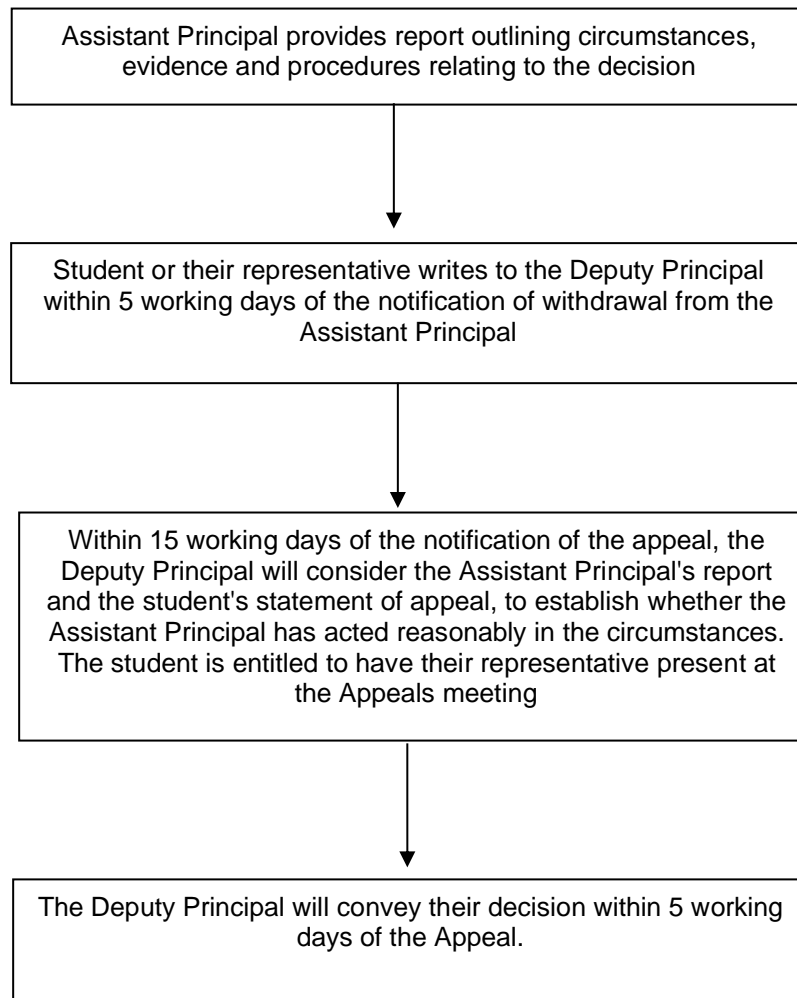 Assistant Principal provides report outlining circumstances,
evidence and procedures relating to the decision
Student or their representative writes to the Deputy Principal
within 5 working days of the notification of withdrawal from the
Assistant Principal
Within 15 working days of the notification of the appeal, the
Deputy Principal will consider the Assistant Principal's report
and the student's statement of appeal, to establish whether the
Assistant Principal has acted reasonably in the circumstances.
The student is entitled to have their representative present at
the Appeals meeting
The Deputy Principal will convey their decision within 5 working
days of the Appeal.